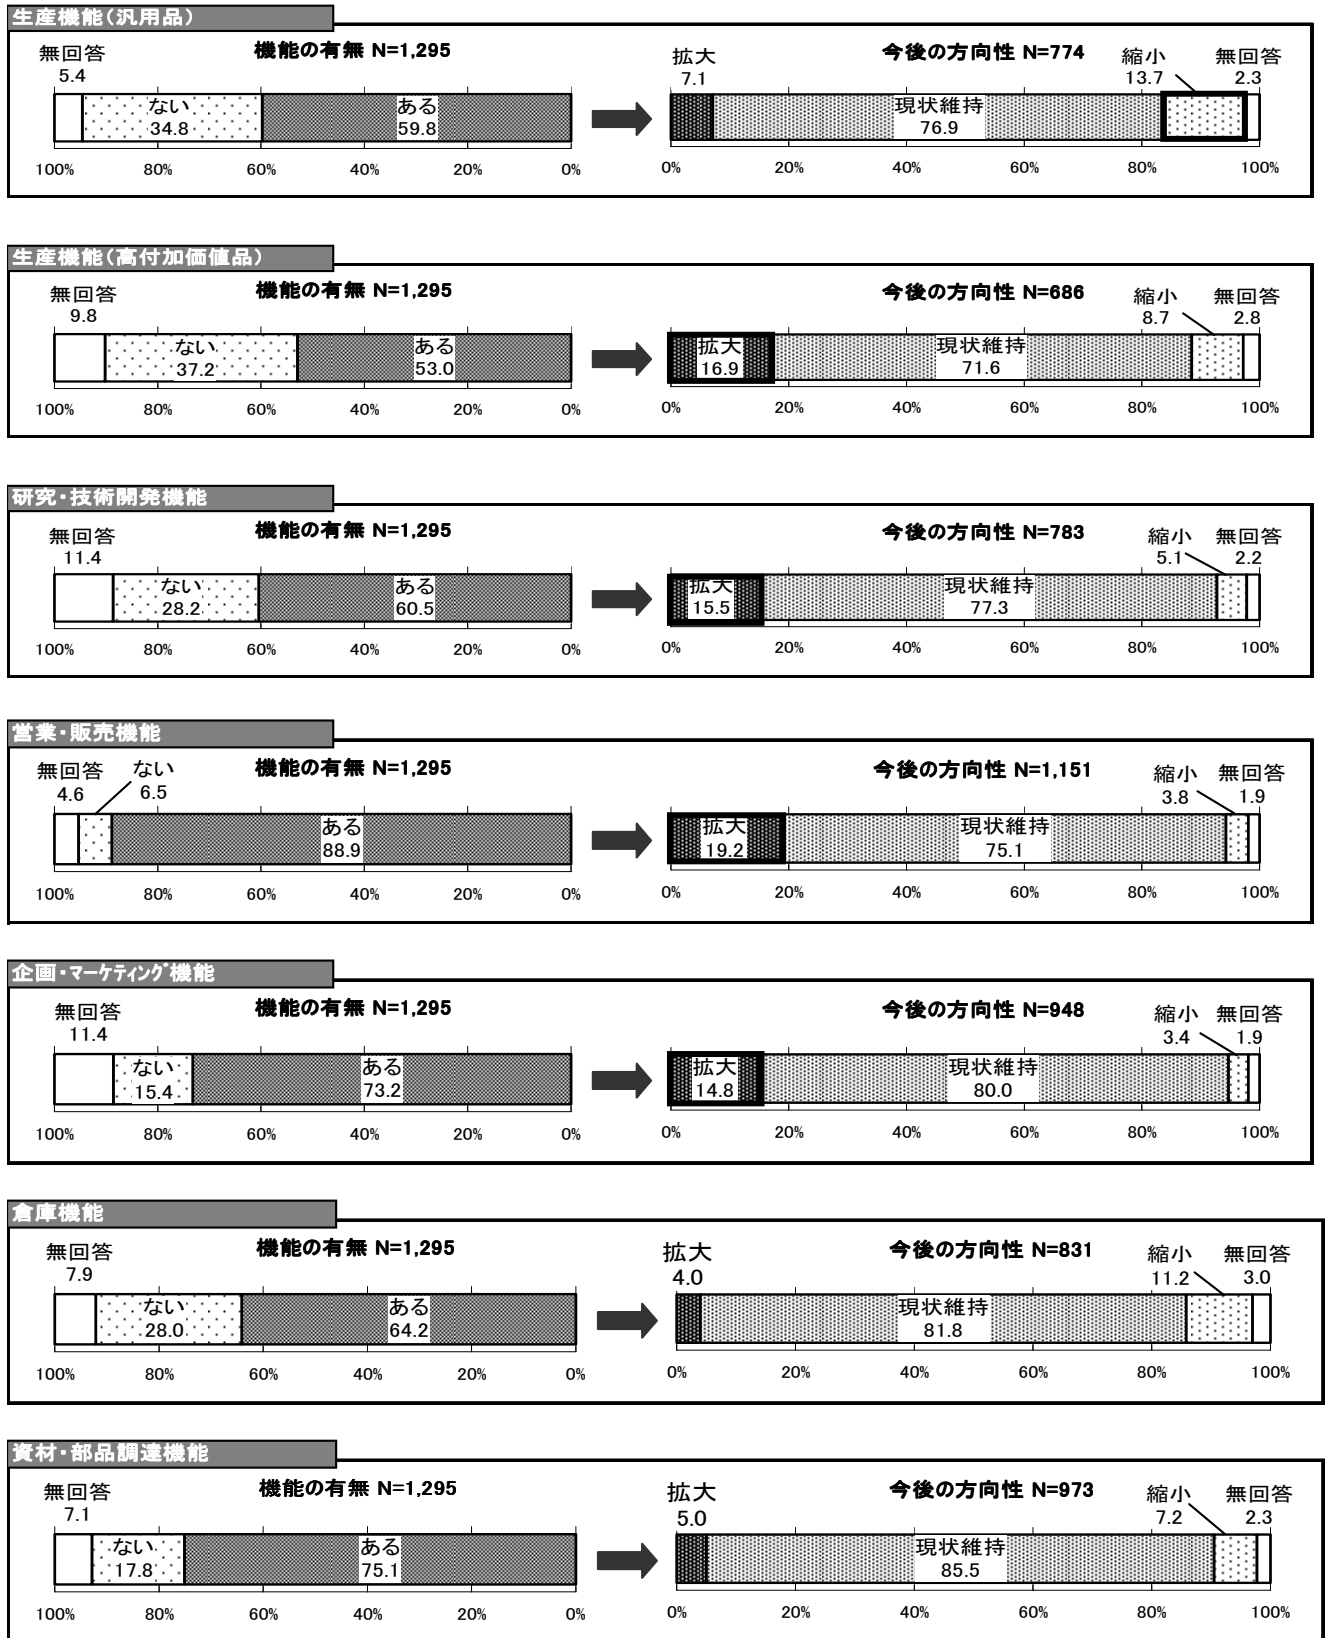 生産機能(汎用品)
機能の有無 N=1,295
今後の方向性 N=774
無回答
5.4
ない
34.8
ある
59.8
拡大
7.1
現状維持
76.9
縮小
13.7
無回答
2.3
100% 80% 60% 40% 20% 0%
0% 20% 40% 60% 80% 100%
生産機能(高付加価値品)
機能の有無 N=1,295
今後の方向性 N=686
無回答
9.8
ない
37.2
ある
53.0
拡大
16.9
現状維持
71.6
縮小
8.7
無回答
2.8
100% 80% 60% 40% 20% 0%
0% 20% 40% 60% 80% 100%
研究・技術開発機能
機能の有無 N=1,295
今後の方向性 N=783
無回答
11.4
ない
28.2
ある
60.5
拡大
15.5
現状維持
77.3
縮小
5.1
無回答
2.2
100% 80% 60% 40% 20% 0%
0% 20% 40% 60% 80% 100%
営業・販売機能
機能の有無 N=1,295
今後の方向性 N=1,151
無回答
4.6
ない
6.5
ある
88.9
拡大
19.2
現状維持
75.1
縮小
3.8
無回答
1.9
100% 80% 60% 40% 20% 0%
0% 20% 40% 60% 80% 100%
企画・マーケティング機能
機能の有無 N=1,295
今後の方向性 N=948
無回答
11.4
ない
15.4
ある
73.2
拡大
14.8
現状維持
80.0
縮小
3.4
無回答
1.9
100% 80% 60% 40% 20% 0%
0% 20% 40% 60% 80% 100%
倉庫機能
機能の有無 N=1,295
今後の方向性 N=831
無回答
7.9
ない
28.0
ある
64.2
拡大
4.0
現状維持
81.8
縮小
11.2
無回答
3.0
100% 80% 60% 40% 20% 0%
0% 20% 40% 60% 80% 100%
資材・部品調達機能
機能の有無 N=1,295
今後の方向性 N=973
無回答
7.1
ない
17.8
ある
75.1
拡大
5.0
現状維持
85.5
縮小
7.2
無回答
2.3
100% 80% 60% 40% 20% 0%
0% 20% 40% 60% 80% 100%